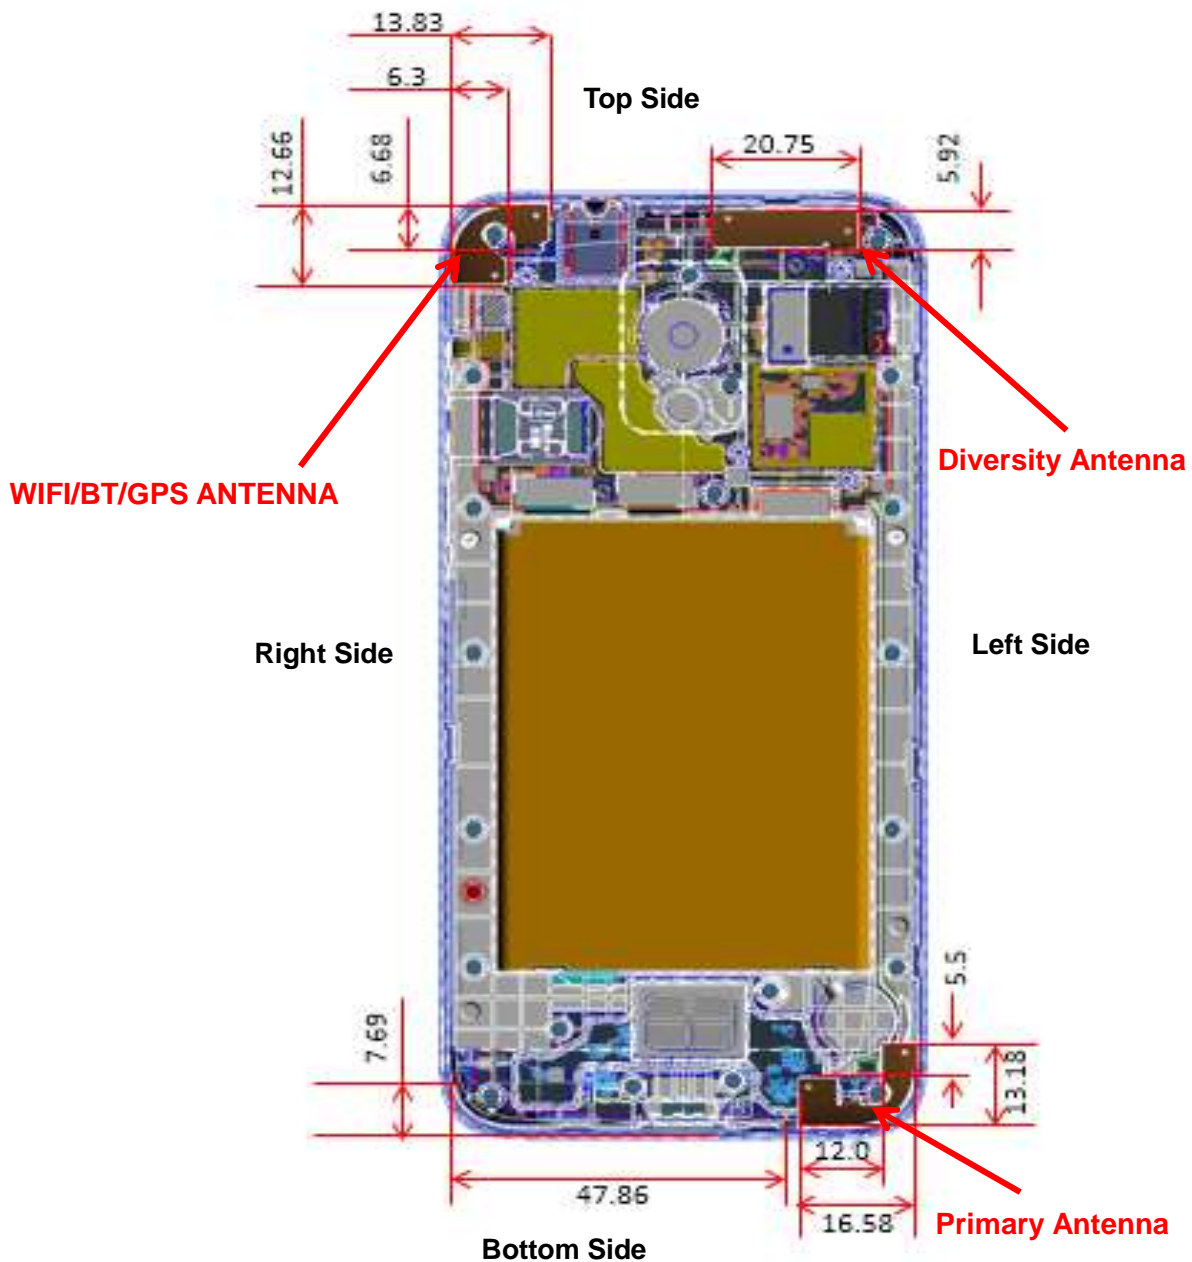 13.83
6.3
Top Side
12.66
6.68
20.75
5.92
Diversity Antenna
WIFI/BT/GPS ANTENNA
Right Side
Left Side
5.5
7.69
13.18
12.0
47.86
16.58
Primary Antenna
Bottom Side